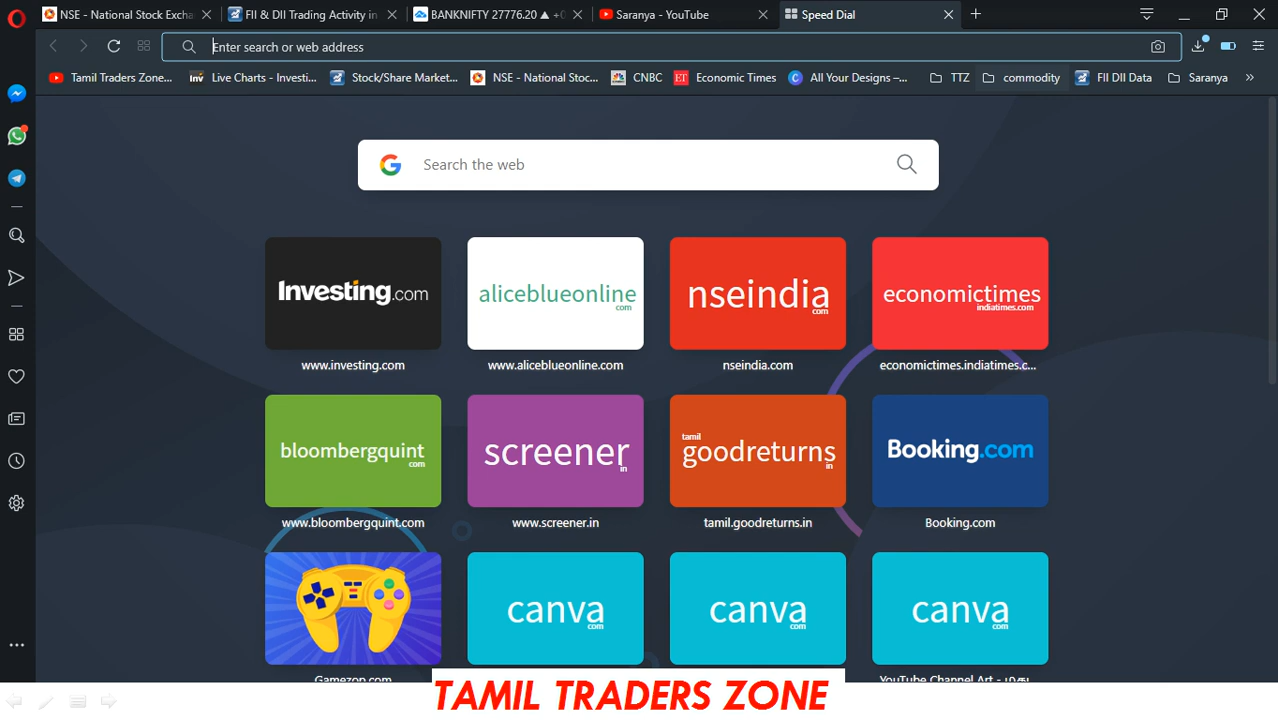 NSE - National Stock Excha
FII & DII Trading Activity in
BANKNIFTY 27776.20 ▲ +0
Saranya - YouTube
Speed Dial
Enter search or web address
Tamil Traders Zone...
Inv Live Charts - Investi...
Stock/Share Market...
NSE - National Stoc...
CNBC
ET Economic Times
C All Your Designs –...
TTZ
commodity
FII DII Data
Saranya
»
Search the web
Investing.com
aliceblueonline
com
nseindia
com
economictimes
indiatimes.com
www.investing.com
www.aliceblueonline.com
nseindia.com
economictimes.indiatimes.c...
bloombergquint
com
screener
in
tamil
goodreturns
in
Booking.com
www.bloombergquint.com
www.screener.in
tamil.goodreturns.in
Booking.com
canva
com
canva
com
canva
com
Gamezop.com
YouTube Channel Art -
TAMIL TRADERS ZONE